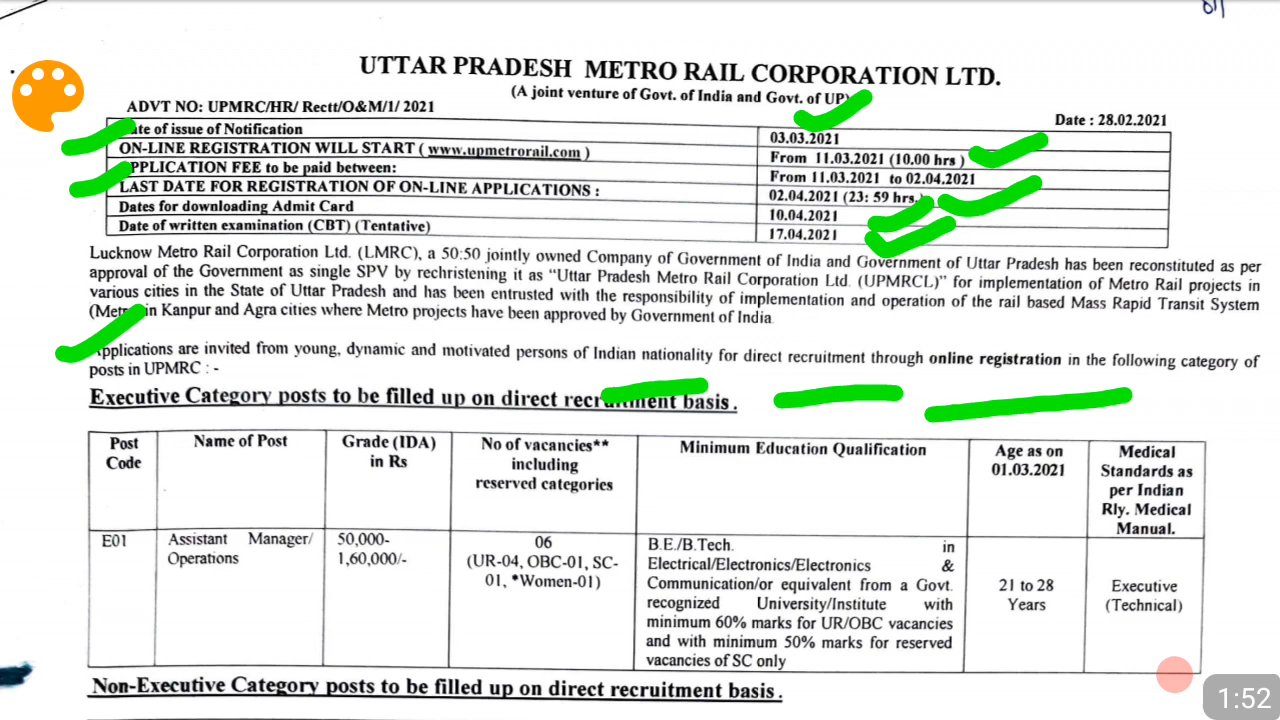 UTTAR PRADESH METRO RAIL CORPORATION LTD.
(A joint venture of Govt. of India and Govt. of UP)
ADVT NO: UPMRC/HR/ Rectt/O&M/1/ 2021
Date : 28.02.2021
of issue of Notification 03.03.2021
ON-LINE REGISTRATION WILL START ( www.upmetrorail.com ) From 11.03.2021 (10.00 hrs )
APPLICATION FEE to be paid between: From 11.03.2021 to 02.04.2021
LAST DATE FOR REGISTRATION OF ON-LINE APPLICATIONS : 02.04.2021 (23: 59 hrs.)
Dates for downloading Admit Card 10.04.2021
Date of written examination (CBT) (Tentative) 17.04.2021
Lucknow Metro Rail Corporation Ltd. (LMRC), a 50:50 jointly owned Company of Government of India and Government of Uttar Pradesh has been reconstituted as per
approval of the Government as single SPV by rechristening it as “Uttar Pradesh Metro Rail Corporation Ltd. (UPMRCL)” for implementation of Metro Rail projects in
various cities in the State of Uttar Pradesh and has been entrusted with the responsibility of implementation and operation of the rail based Mass Rapid Transit System
(Metro) in Kanpur and Agra cities where Metro projects have been approved by Government of India.
Applications are invited from young, dynamic and motivated persons of Indian nationality for direct recruitment through online registration in the following category of
posts in UPMRC : -
Executive Category posts to be filled up on direct recruitment basis.
Post
Code
Name of Post
Grade (IDA)
in Rs
No of vacancies**
including
reserved categories
Minimum Education Qualification
Age as on
01.03.2021
Medical
Standards as
per Indian
Rly. Medical
Manual.
E01
Assistant Manager/
Operations
50,000-
1,60,000/-
06
(UR-04, OBC-01, SC-
01, *Women-01)
B.E./B.Tech. in
Electrical/Electronics/Electronics &
Communication/or equivalent from a Govt.
recognized University/Institute with
minimum 60% marks for UR/OBC vacancies
and with minimum 50% marks for reserved
vacancies of SC only
21 to 28
Years
Executive
(Technical)
Non-Executive Category posts to be filled up on direct recruitment basis.
1:52